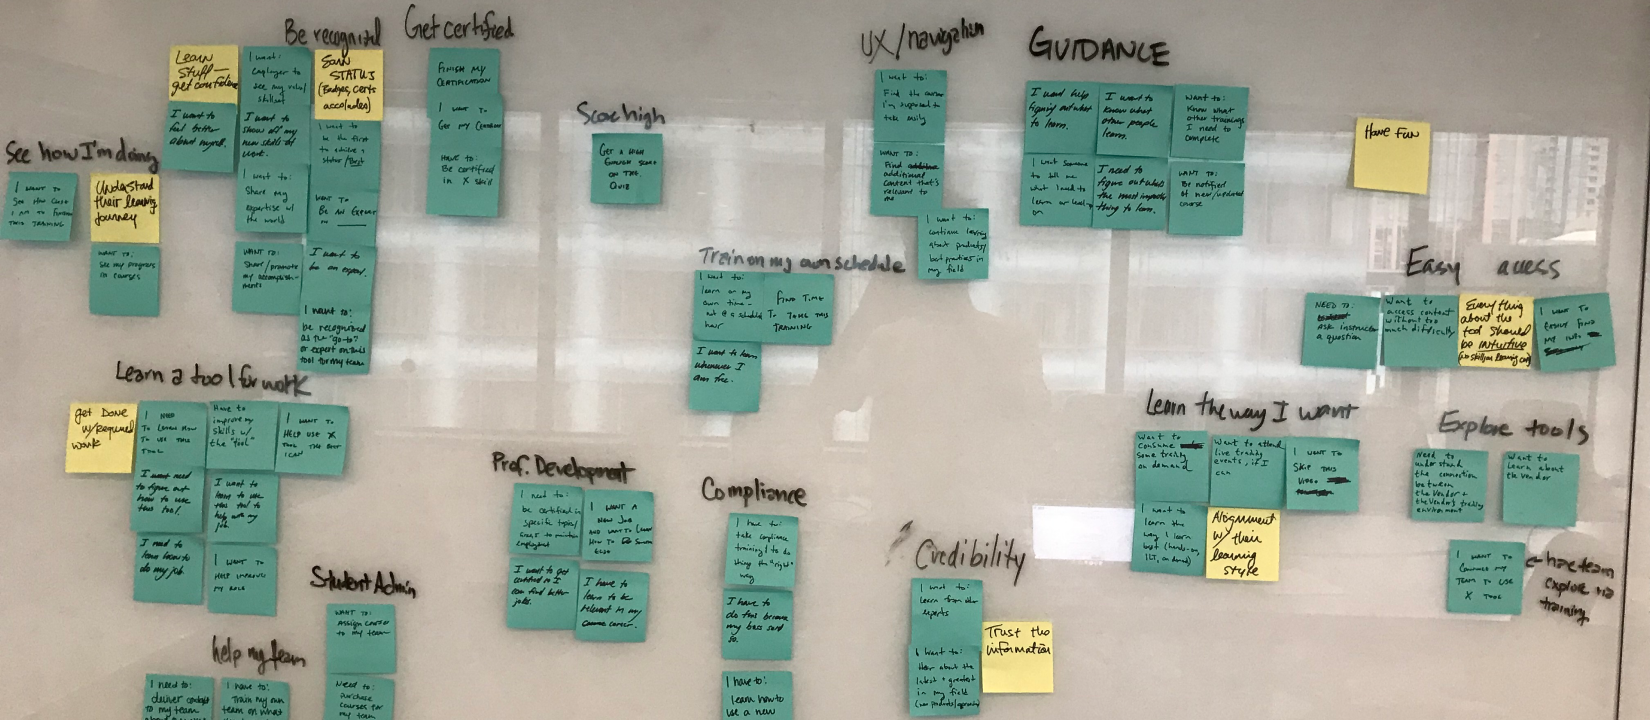 Be recognized
Learn
stuff—
get confidence
I want to
feel better
about myself.
I want:
employer to
see my value/
skillset
I want to
show off my
new skills at
work.
I want to:
Share my
expertise w/
the world
WANT TO:
Share/promote
my accomplish-
ments
Earn
STATUS
(Badges, certs
accolades)
I want to
be the first
to achieve a
status/
WANT TO
BE AN EXPERT
IN ____
I want to
be an expert.
I want to:
be recognized
as the "go-to"
or expert on this
tool for my team
Get certified
FINISH MY
CERTIFICATION
I WANT TO
Get my
HAVE TO:
Be certified
in X skill
Score high
GET A HIGH
ENOUGH SCORE
ON THE
QUIZ
See how I'm doing
I WANT TO
SEE HOW CLOSE
I AM TO FINISH
THIS TRAINING
Understand
their learning
journey
WANT TO:
See my progress
in courses
UX/navigation
I want to:
Find the course
I'm supposed to
take easily
WANT TO:
Find
additional
content that's
relevant to
me
I want to:
continue learning
about products/
best practices in
my field
GUIDANCE
I want help
figuring out what
to learn.
I want to
know what
other people
learn.
WANT TO:
Know what
other trainings
I need to
complete
I want someone
to tell me
what I need to
learn or
on
I need to
figure out what's
the most important
thing to learn.
WANT TO:
Be notified
of new/updated
course
Have Fun
Train on my own schedule
I want to:
learn on my
own time—
not @ a scheduled
hour
FIND TIME
TO TAKE THIS
TRAINING
I want to learn
whenever I
am free.
Easy access
NEED TO:
ASK instructor
a question
Want to
access content
without too
much difficulty
Everything
about the
tool should
be INTUITIVE
I WANT TO
EASILY FIND
MY INFO
Learn a tool for work
get DONE
w/required
work
I NEED
TO LEARN HOW
TO USE THIS
TOOL
Have to
improve my
skills w/
the "tool"
I WANT TO
HELP USE X
TOOL THE BEST
I CAN
I want need
to figure out
how to use
this tool.
I want to
learn to use
this tool to
help with my
job.
I need to
learn how to
do my job.
I WANT TO
HELP IMPROVE
MY ROLE
Learn the way I want
Want to
consume
some training
on demand
Want to attend
live training
events, if I
can
I WANT TO
SKIP THIS
VIDEO
I want to
learn the
way I learn
best (hands-on,
ILT, on demand)
Alignment
w/ their
learning
style
Explore tools
Need to
understand
the connection
between
the Vendor +
the Vendor's training
environment
Want to
Learn about
the vendor
I WANT TO
CONVINCE MY
TEAM TO USE
X TOOL
← have team
explore via
training
Prof. Development
I need to:
be certified in
specific topics/
areas to maintain
employment
I WANT A
NEW JOB
AND WANT TO LEARN
HOW TO DO SOMETHING
ELSE
I want to get
certified so I
can find better
jobs.
I have to
learn to be
relevant in my
career.
Compliance
I have to:
take compliance
training to do
thing the "right"
way
I have to
do this because
my boss said
so.
I have to:
Learn how to
use a new
Credibility
I want to:
Learn from other
experts
I want to:
Hear about the
latest + greatest
in my field
Trust the
information
Student Admin
WANT TO:
Assign courses
to my team
Need to:
purchase
courses for
my team
help my team
I need to:
deliver content
to my team
I have to:
Train my own
team on what